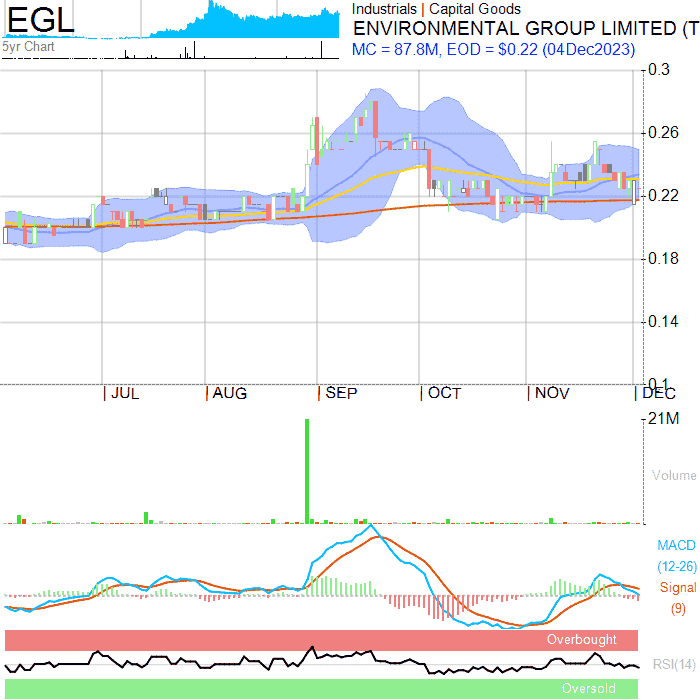 EGL
5yr Chart
Industrials | Capital Goods
ENVIRONMENTAL GROUP LIMITED (T
MC = 87.8M, EOD = $0.22 (04Dec2023)
0.3
0.26
0.22
0.18
0.14
0.1
JUL AUG SEP OCT NOV DEC
21M
Volume
MACD
(12-26)
Signal
(9)
Overbought
RSI(14)
Oversold